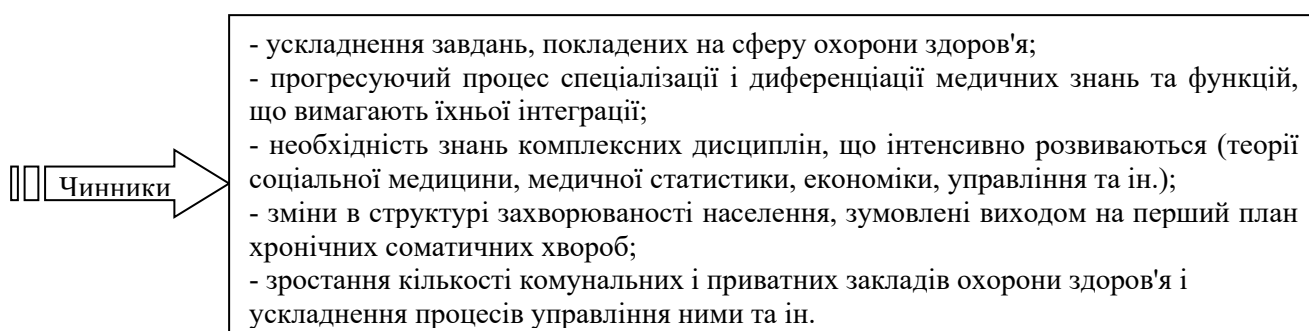 Чинники
- ускладнення завдань, покладених на сферу охорони здоров'я;
- прогресуючий процес спеціалізації і диференціації медичних знань та функцій,
що вимагають їхньої інтеграції;
- необхідність знань комплексних дисциплін, що інтенсивно розвиваються (теорії
соціальної медицини, медичної статистики, економіки, управління та ін.);
- зміни в структурі захворюваності населення, зумовлені виходом на перший план
хронічних соматичних хвороб;
- зростання кількості комунальних і приватних закладів охорони здоров'я і
ускладнення процесів управління ними та ін.